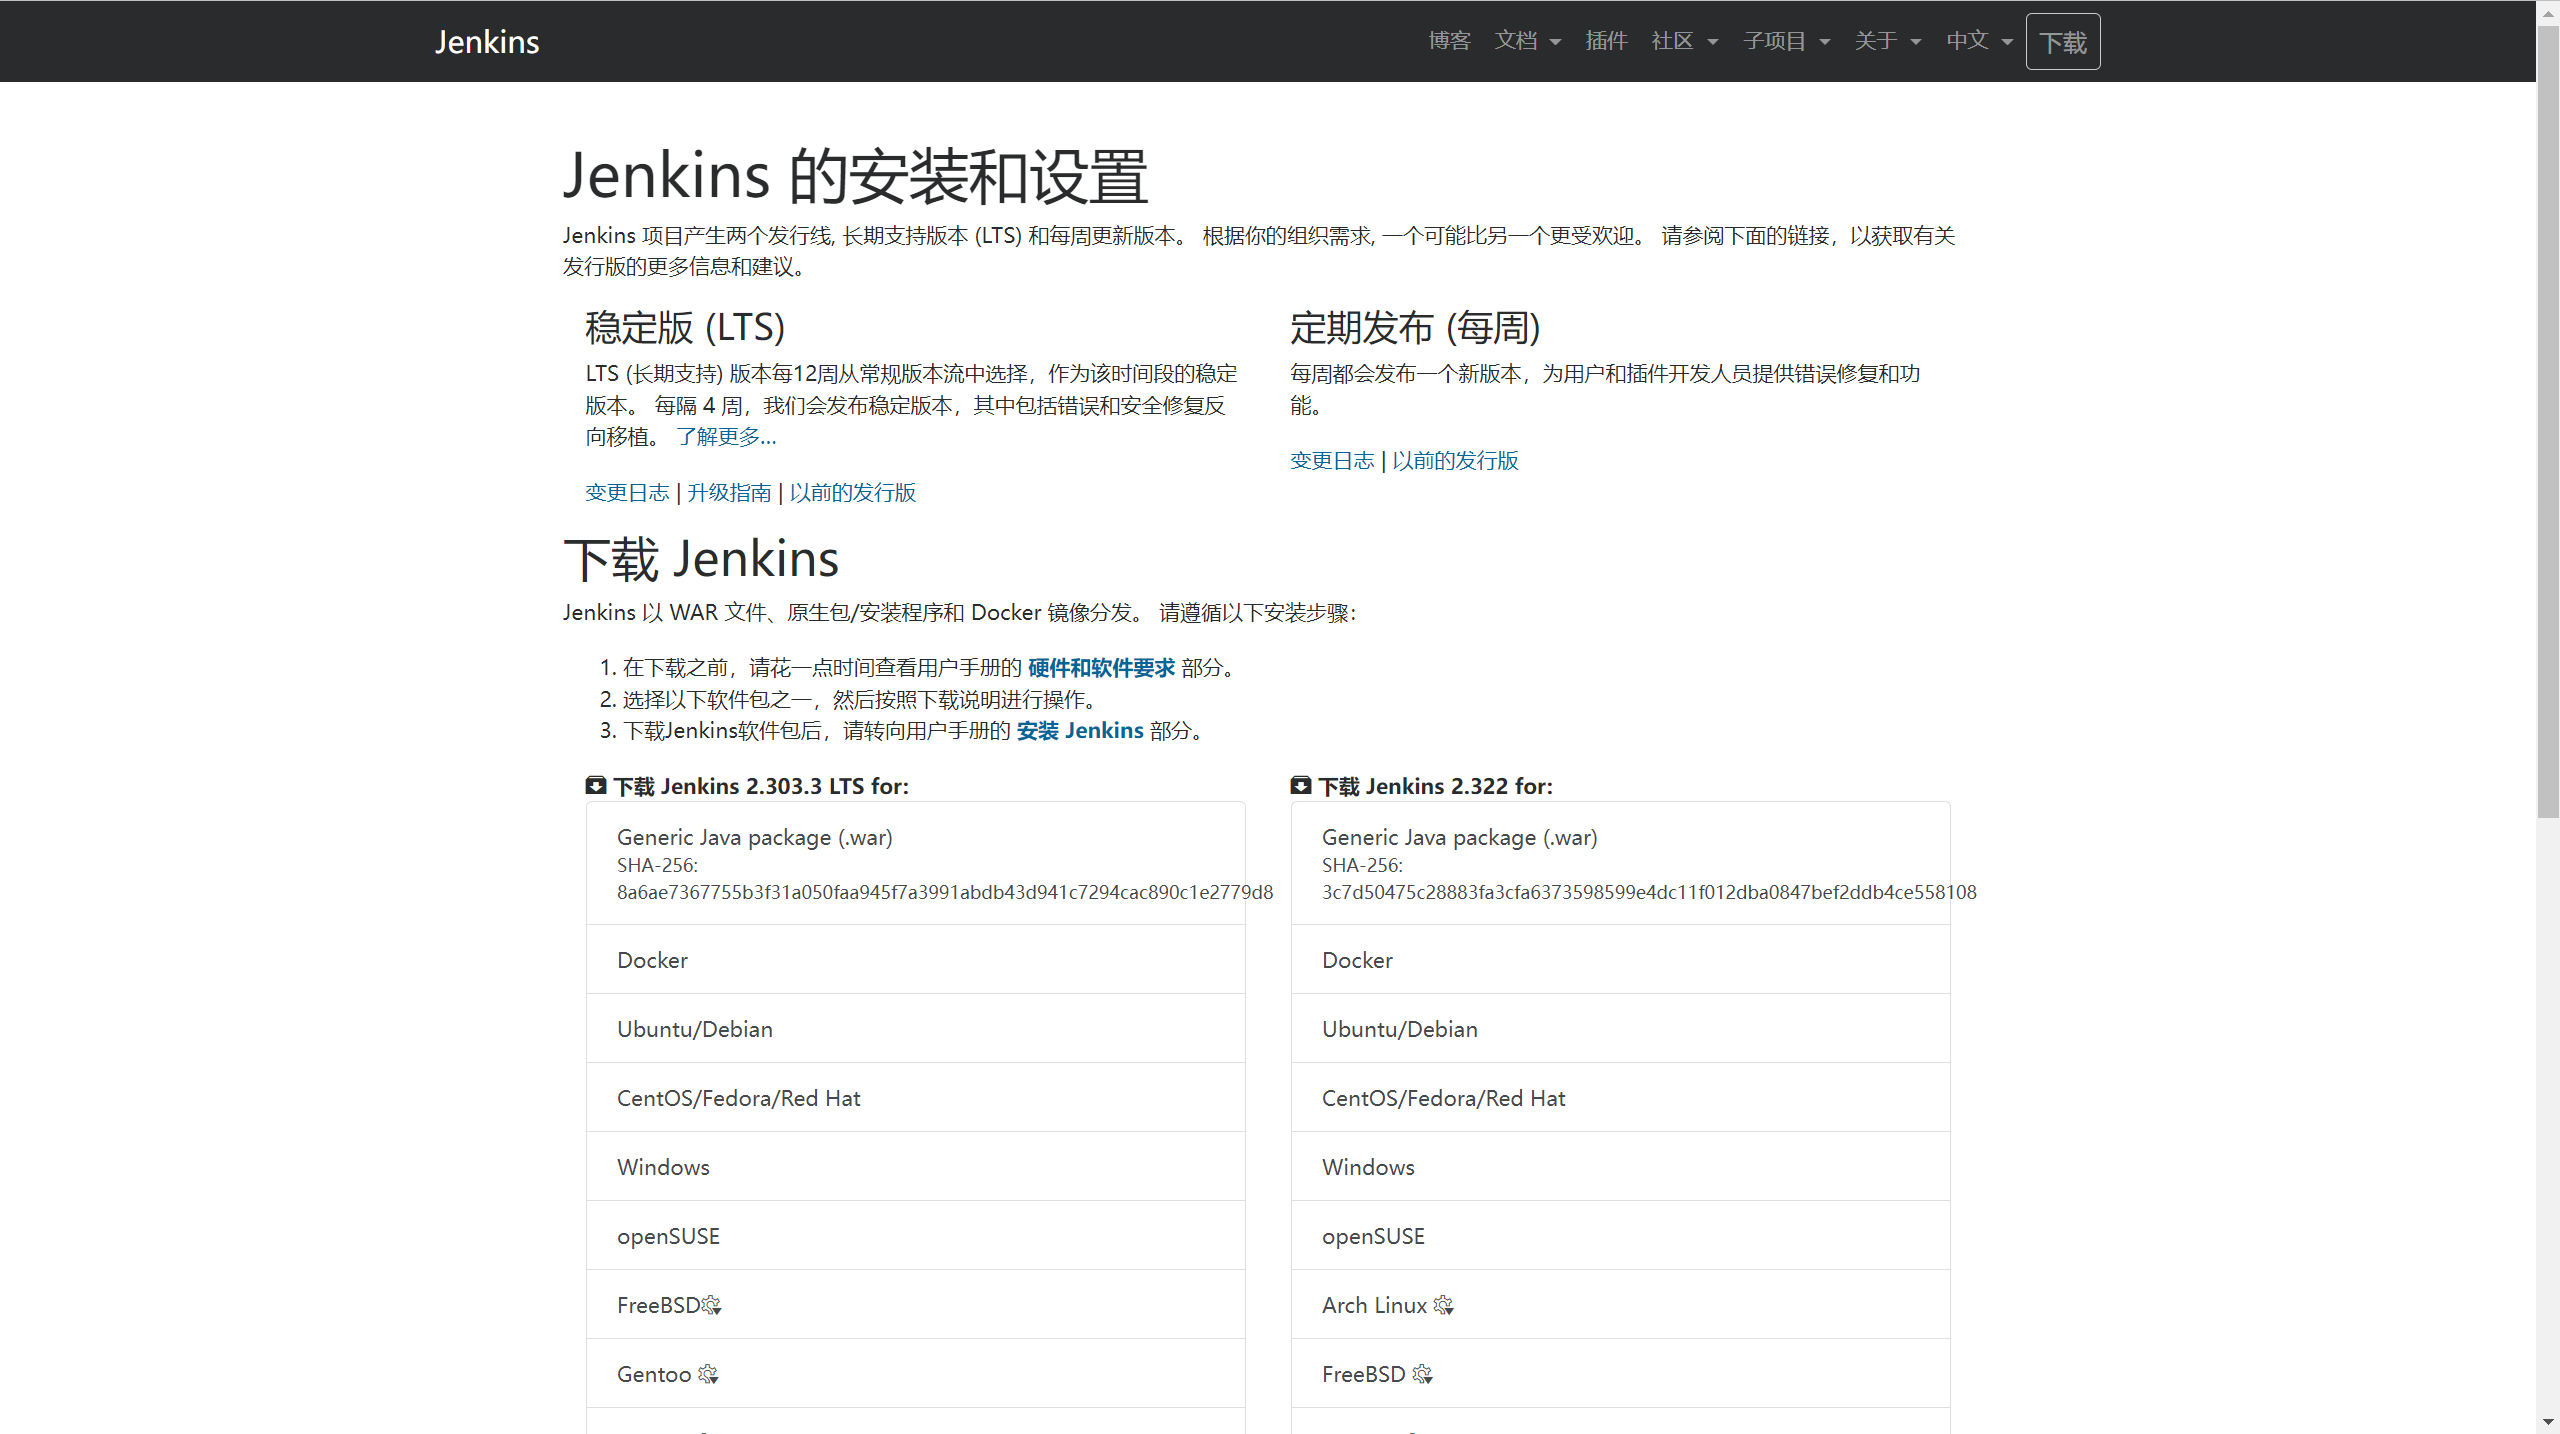 Jenkins
博客 文档 插件 社区 子项目 关于 中文 下载
Jenkins 的安装和设置
Jenkins 项目产生两个发行线, 长期支持版本 (LTS) 和每周更新版本。 根据你的组织需求, 一个可能比另一个更受欢迎。 请参阅下面的链接，以获取有关
发行版的更多信息和建议。
稳定版 (LTS)
LTS (长期支持) 版本每12周从常规版本流中选择，作为该时间段的稳定
版本。 每隔 4 周，我们会发布稳定版本，其中包括错误和安全修复反
向移植。 了解更多...
变更日志 | 升级指南 | 以前的发行版
定期发布 (每周)
每周都会发布一个新版本，为用户和插件开发人员提供错误修复和功
能。
变更日志 | 以前的发行版
下载 Jenkins
Jenkins 以 WAR 文件、原生包/安装程序和 Docker 镜像分发。 请遵循以下安装步骤：
1. 在下载之前，请花一点时间查看用户手册的 硬件和软件要求 部分。
2. 选择以下软件包之一，然后按照下载说明进行操作。
3. 下载Jenkins软件包后，请转向用户手册的 安装 Jenkins 部分。
下载 Jenkins 2.303.3 LTS for:
Generic Java package (.war)
SHA-256:
8a6ae7367755b3f31a050faa945f7a3991abdb43d941c7294cac890c1e2779d8
Docker
Ubuntu/Debian
CentOS/Fedora/Red Hat
Windows
openSUSE
FreeBSD
Gentoo
下载 Jenkins 2.322 for:
Generic Java package (.war)
SHA-256:
3c7d50475c28883fa3cfa6373598599e4dc11f012dba0847bef2ddb4ce558108
Docker
Ubuntu/Debian
CentOS/Fedora/Red Hat
Windows
openSUSE
Arch Linux
FreeBSD